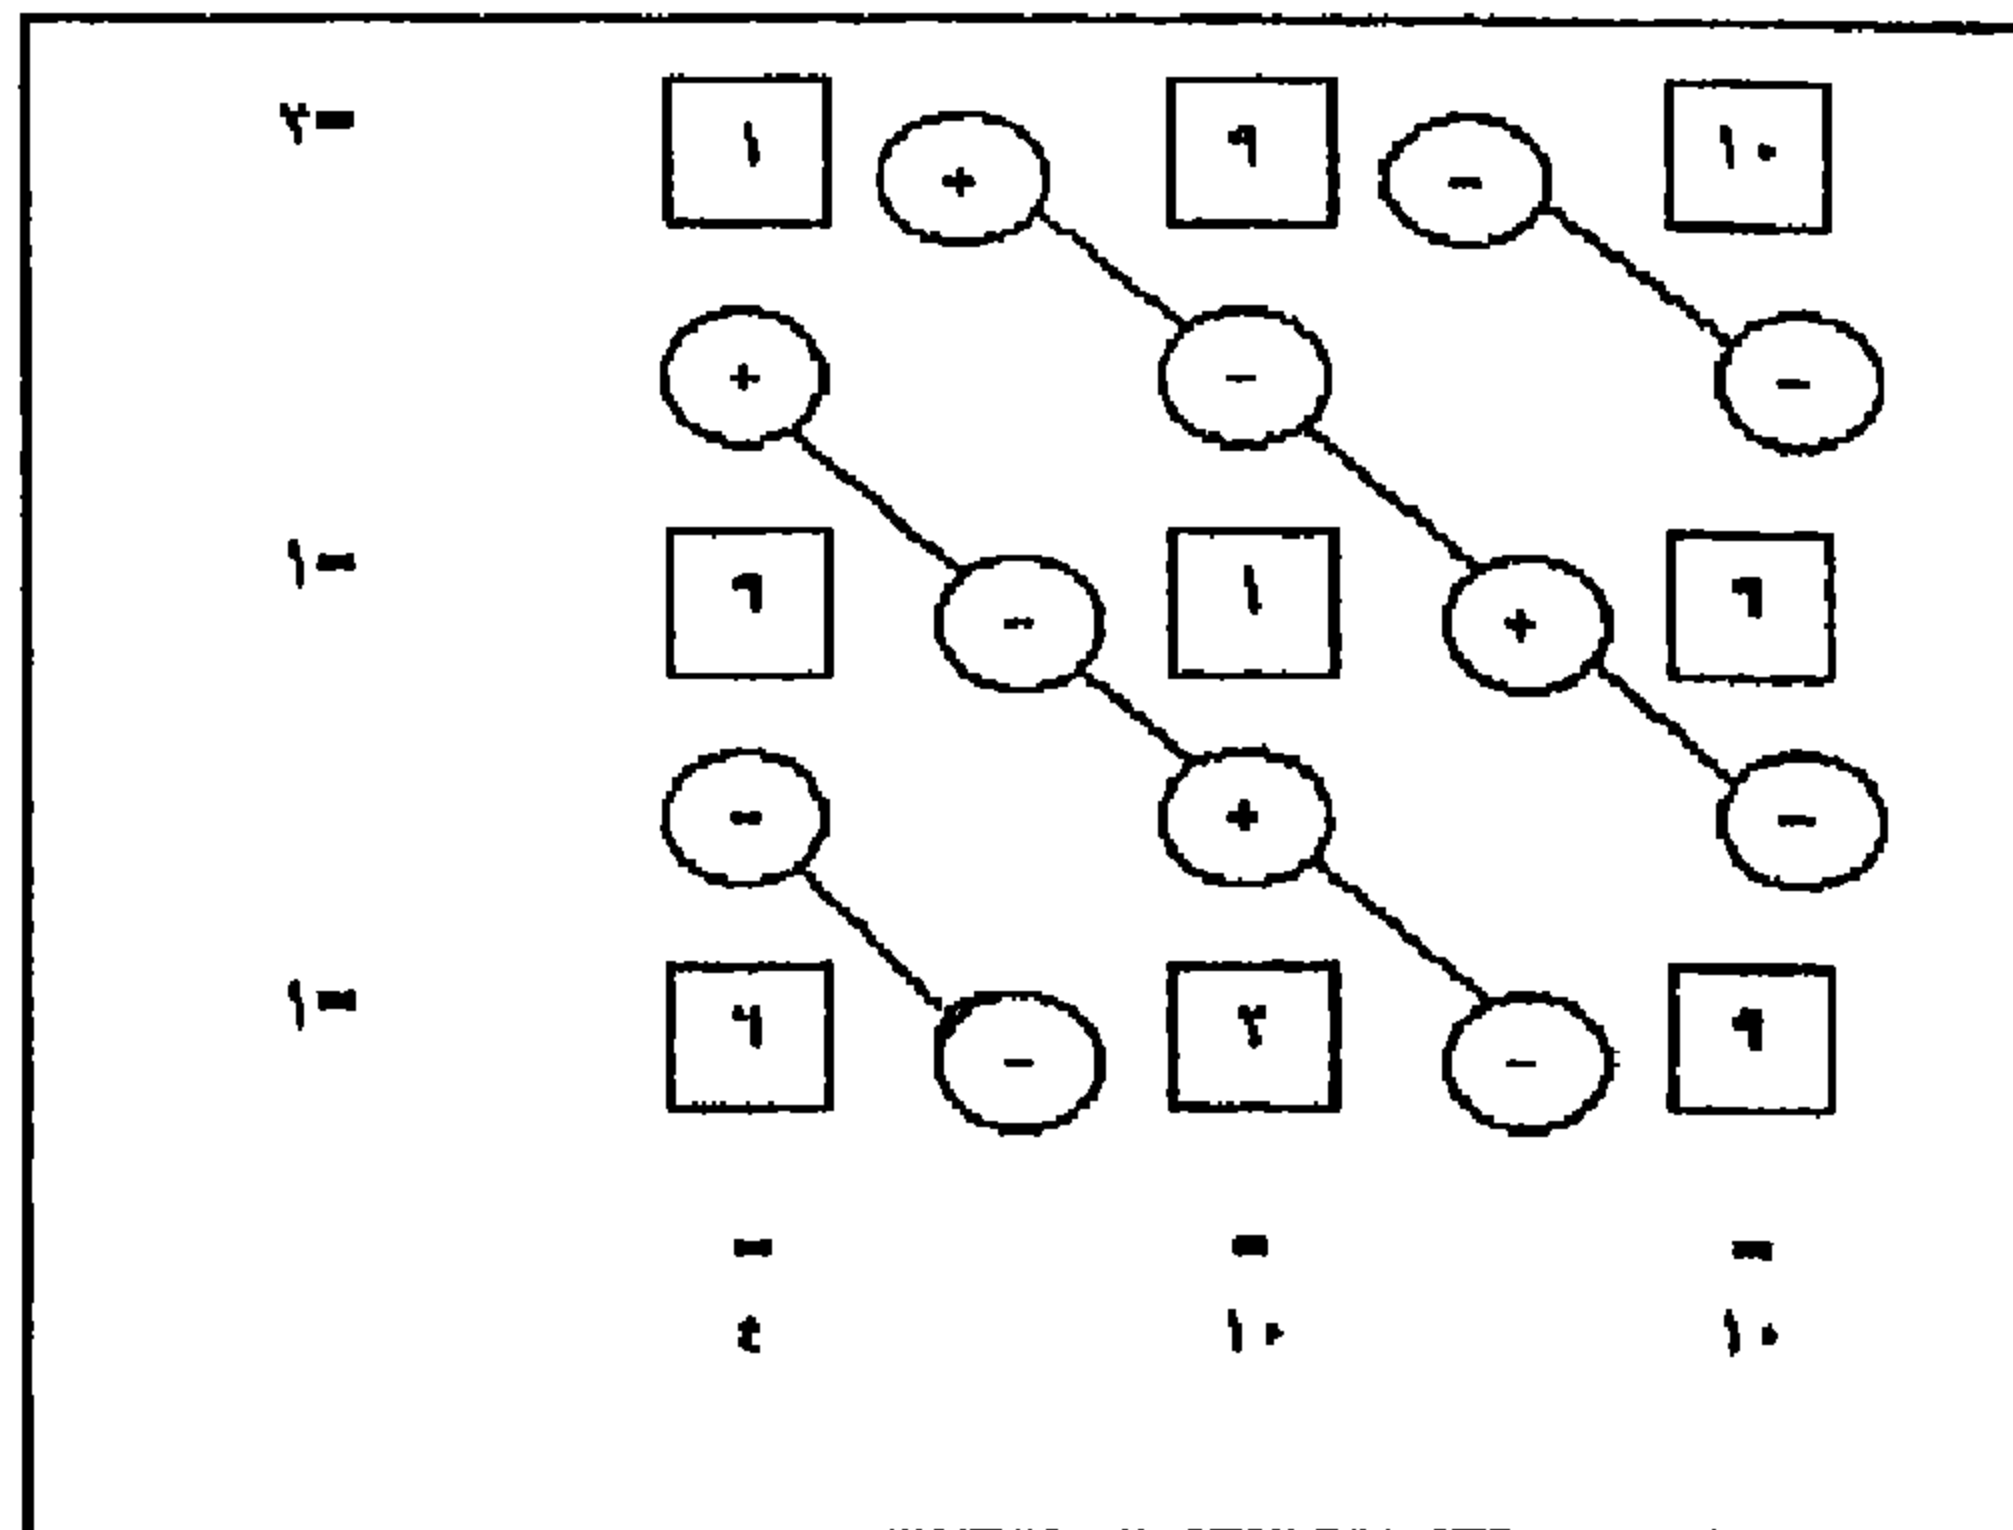 ١٠ - ٩ + ١ = ٢
- - +
٩ + ١ - ٩ = ١
- + -
٩ - ٢ - ٦ = ١
= = =
١٠ ١٠ ٤